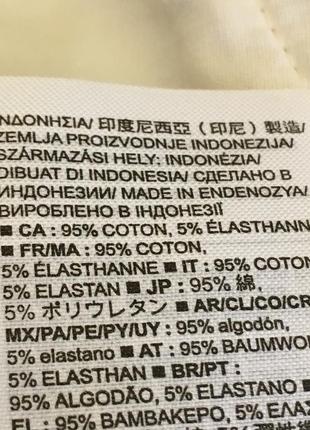 ΝΔΟΝΗΣΙΑ/ 印度尼西亞（印尼）製造/
ZEMLJA PROIZVODNJE INDONEZIJA/
SZÁRMAZÁSI HELY: INDONÉZIA/
DIBUAT DI INDONESIA/ СДЕЛАНО В
ИНДОНЕЗИИ/ MADE IN ENDENOZYA/
ВИРОБЛЕНО В ІНДОНЕЗІЇ
■ CA : 95% COTON, 5% ÉLASTHANN
■ FR/MA : 95% COTON,
5% ÉLASTHANNE ■ IT : 95% COTON
5% ELASTAN ■ JP : 95% 綿,
5% ポリウレタン ■ AR/CL/CO/CR
MX/PA/PE/PY/UY : 95% algodón,
5% elastano ■ AT : 95% BAUMWO
5% ELASTHAN ■ BR/PT :
95% ALGODÃO, 5% ELASTANO ■
EL : 95% ΒΑΜΒΑΚΕΡΟ, 5% ΕΛΑΣ